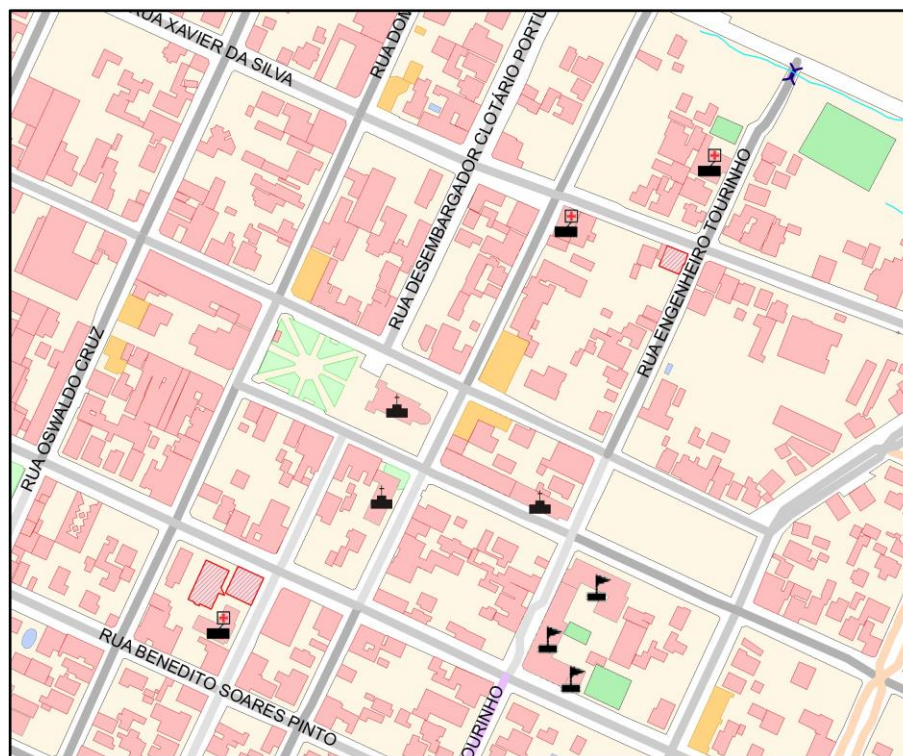 RUA XAVIER DA SILVA
RUA DOM
RUA DESEMBARGADOR CLOTÁRIO PORTU
RUA ENGENHEIRO TOURINHO
RUA OSWALDO CRUZ
RUA BENEDITO SOARES PINTO
TOURINHO